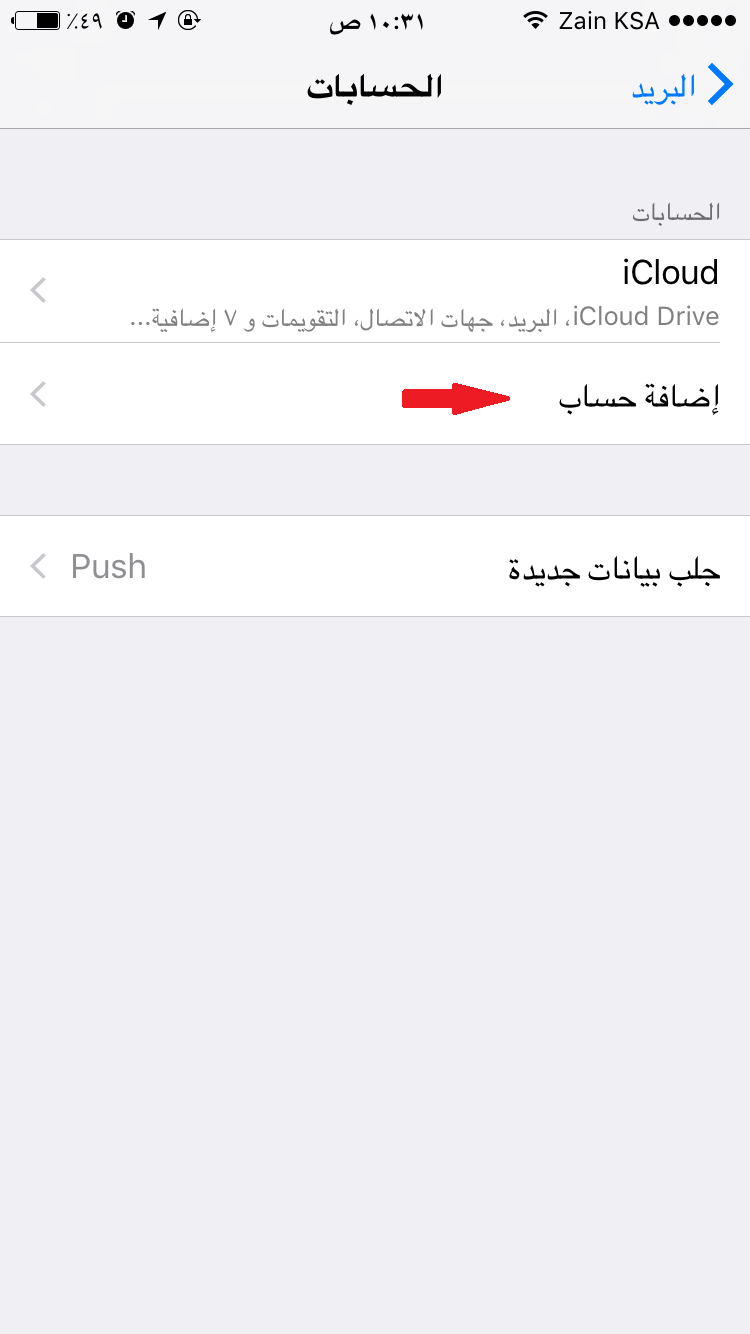 ٪٤٩ ١٠:٣١ ص Zain KSA
البريد الحسابات
الحسابات
iCloud
iCloud Drive، البريد، جهات الاتصال، التقويمات و ٧ إضافية...
إضافة حساب
جلب بيانات جديدة Push